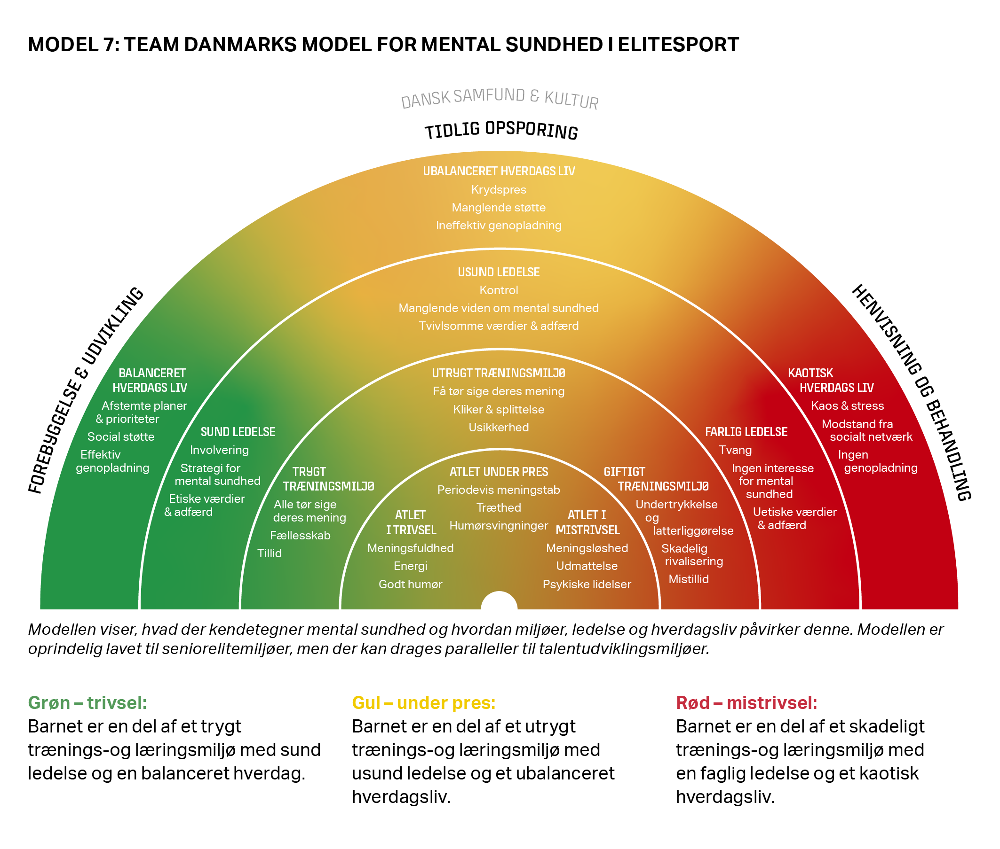 MODEL 7: TEAM DANMARKS MODEL FOR MENTAL SUNDHED I ELITESPORT
DANSK SAMFUND & KULTUR
TIDLIG OPSPORING
FOREBYGGELSE & UDVIKLING
HENVISNING OG BEHANDLING
UBALANCERET HVERDAGS LIV
Krydspres
Manglende støtte
Ineffektiv genopladning
USUND LEDELSE
Kontrol
Manglende viden om mental sundhed
Tvivlsomme værdier & adfærd
UTRYGT TRÆNINGSMILJØ
Få tør sige deres mening
Kliker & splittelse
Usikkerhed
ATLET UNDER PRES
Periodevis meningstab
Træthed
Humørsvingninger
BALANCERET
HVERDAGS LIV
Afstemte planer
& prioriteter
Social støtte
Effektiv
genopladning
SUND LEDELSE
Involvering
Strategi for
mental sundhed
Etiske værdier
& adfærd
TRYGT
TRÆNINGSMILJØ
Alle tør sige
deres mening
Fællesskab
Tillid
ATLET
I TRIVSEL
Meningsfuldhed
Energi
Godt humør
ATLET I
MISTRIVSEL
Meningsløshed
Udmattelse
Psykiske lidelser
GIFTIGT
TRÆNINGSMILJØ
Undertrykkelse
og
latterliggørelse
Skadelig
rivalisering
Mistillid
FARLIG LEDELSE
Tvang
Ingen interesse
for mental
sundhed
Uetiske værdier
& adfærd
KAOTISK
HVERDAGS LIV
Kaos & stress
Modstand fra
socialt netværk
Ingen
genopladning
Modellen viser, hvad der kendetegner mental sundhed og hvordan miljøer, ledelse og hverdagsliv påvirker denne. Modellen er
oprindelig lavet til seniorelitemiljøer, men der kan drages paralleller til talentudviklingsmiljøer.
Grøn – trivsel:
Barnet er en del af et trygt
trænings-og læringsmiljø med sund
ledelse og en balanceret hverdag.
Gul – under pres:
Barnet er en del af et utrygt
trænings-og læringsmiljø med
usund ledelse og et ubalanceret
hverdagsliv.
Rød – mistrivsel:
Barnet er en del af et skadeligt
trænings-og læringsmiljø med
en faglig ledelse og et kaotisk
hverdagsliv.